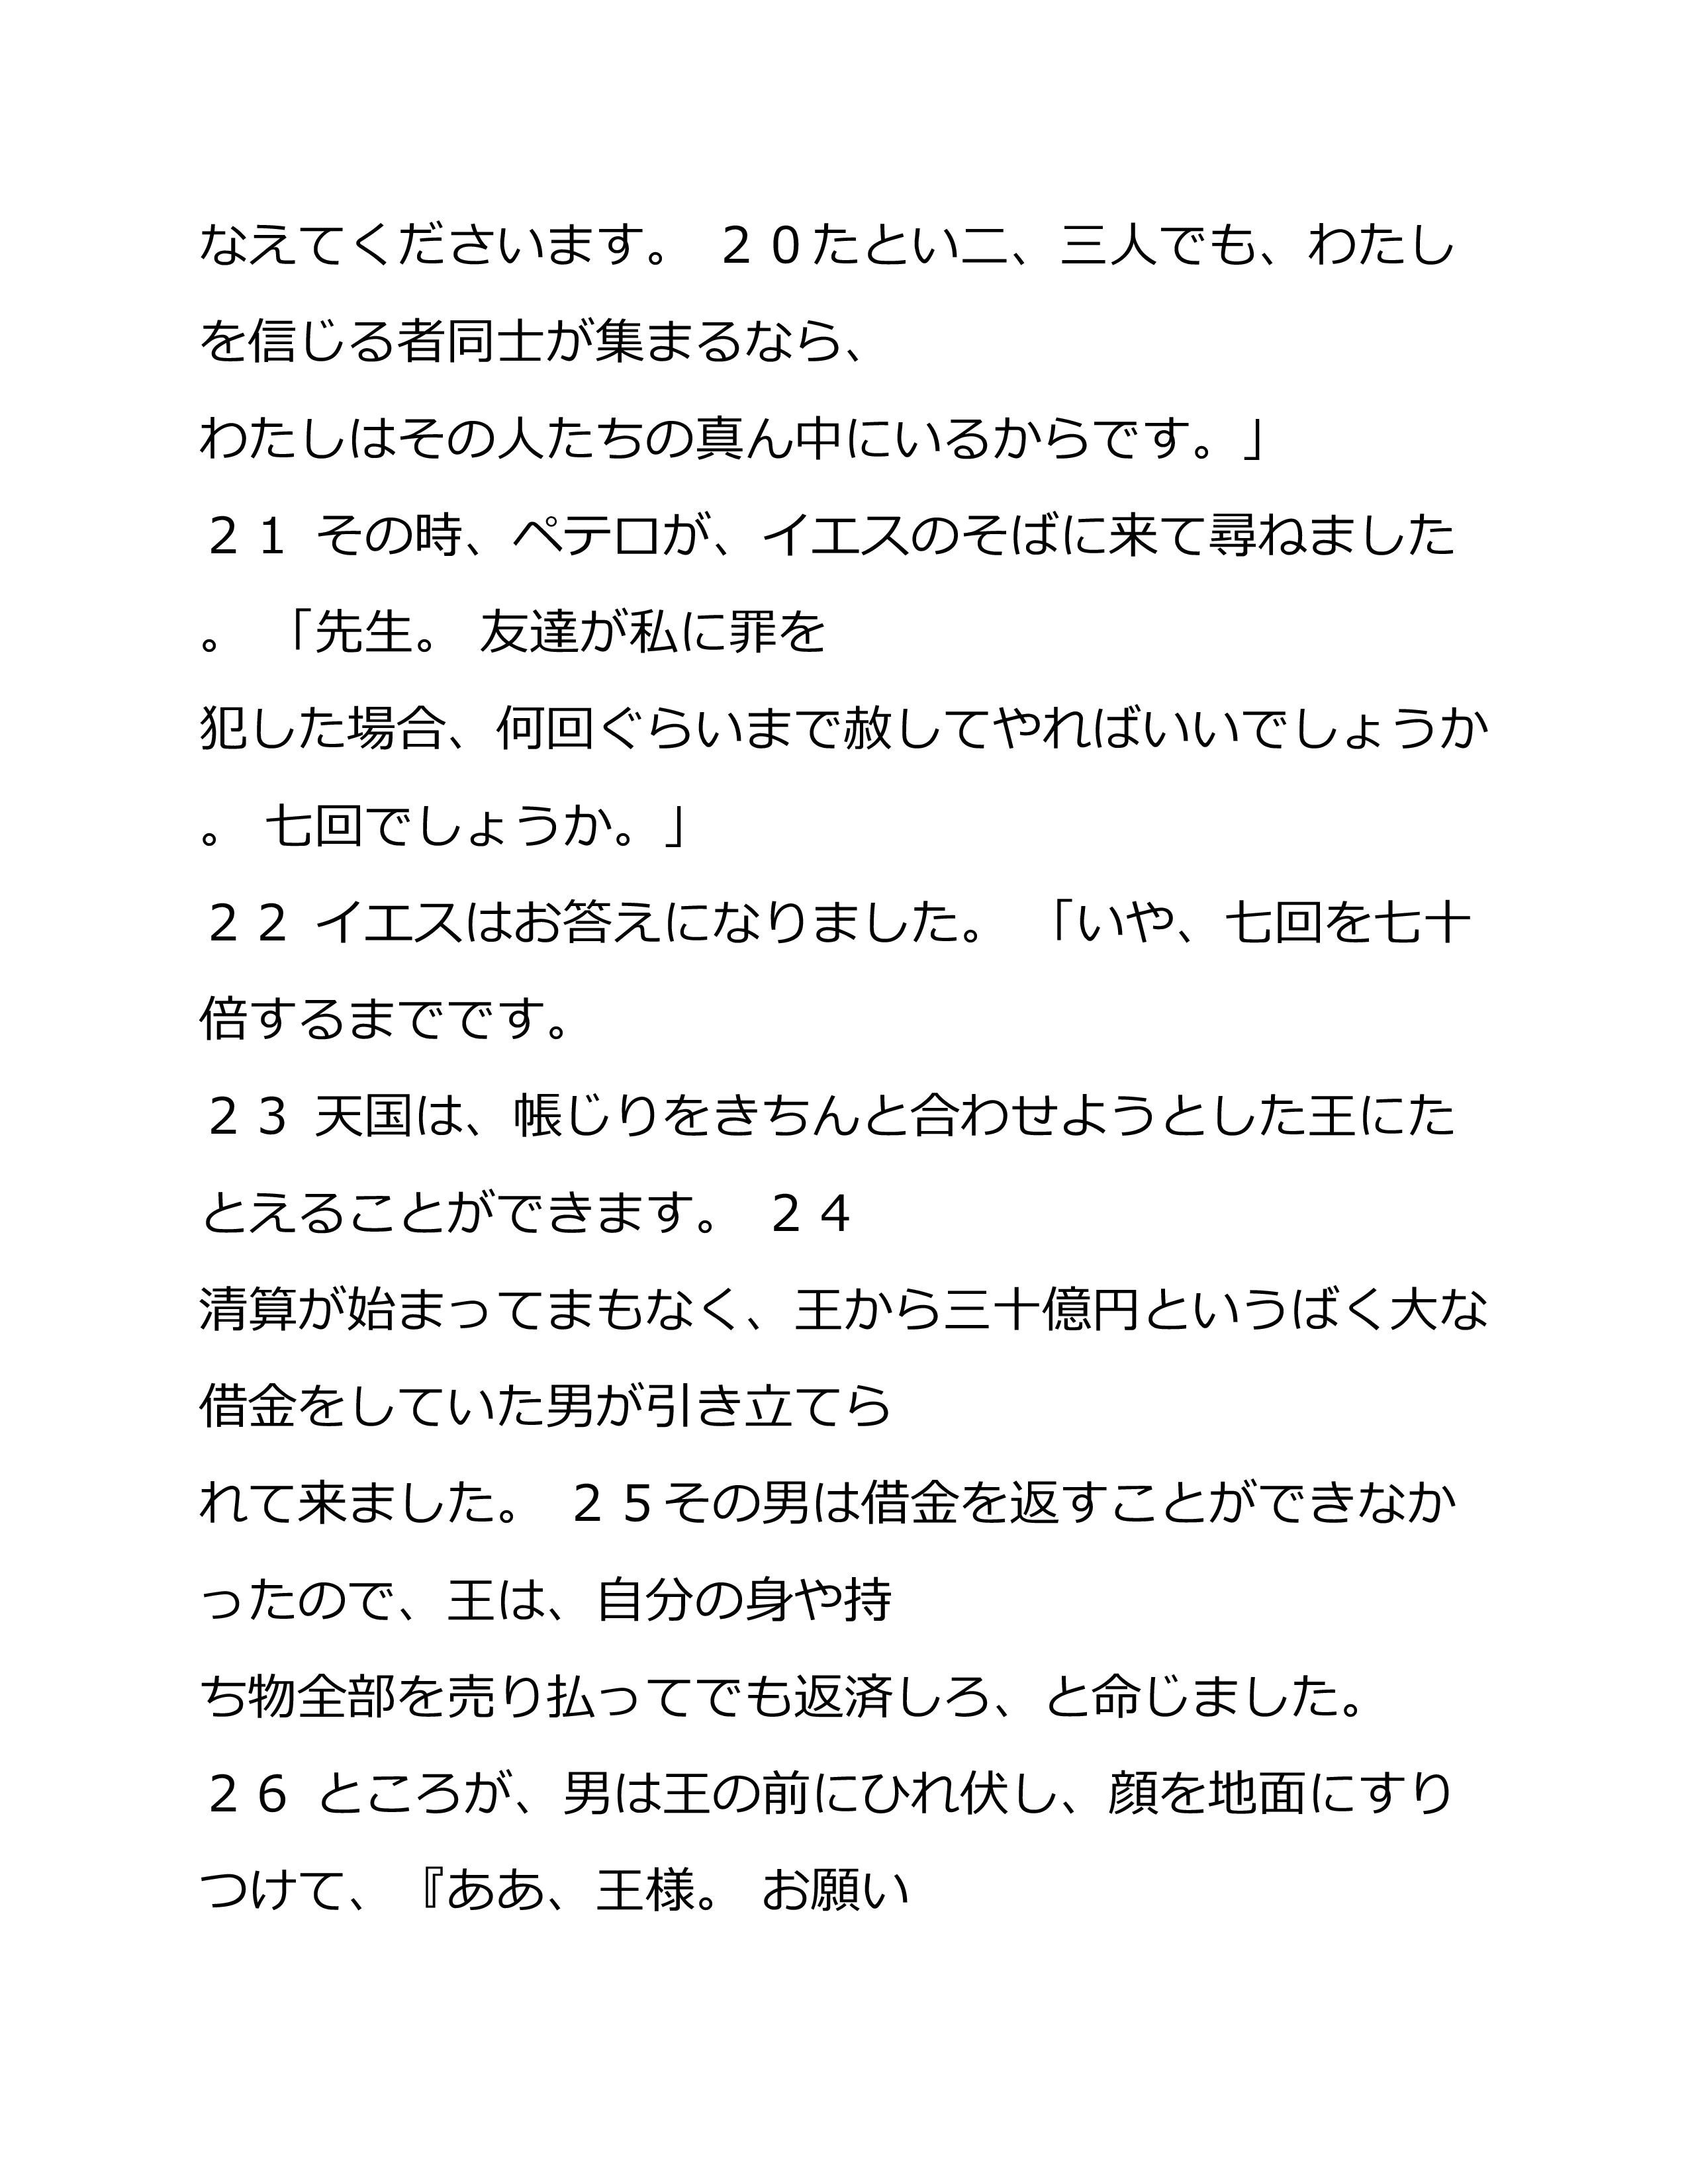 なえてくださいます。 ２０たとい二、三人でも、わたし
を信じる者同士が集まるなら、
わたしはその人たちの真ん中にいるからです。」
２１ その時、ペテロが、イエスのそばに来て尋ねました
。 「先生。 友達が私に罪を
犯した場合、何回ぐらいまで赦してやればいいでしょうか
。 七回でしょうか。」
２２ イエスはお答えになりました。 「いや、七回を七十
倍するまでです。
２３ 天国は、帳じりをきちんと合わせようとした王にた
とえることができます。 ２４
清算が始まってまもなく、王から三十億円というばく大な
借金をしていた男が引き立てら
れて来ました。 ２５その男は借金を返すことができなか
ったので、王は、自分の身や持
ち物全部を売り払ってでも返済しろ、と命じました。
２６ ところが、男は王の前にひれ伏し、顔を地面にすり
つけて、『ああ、王様。 お願い